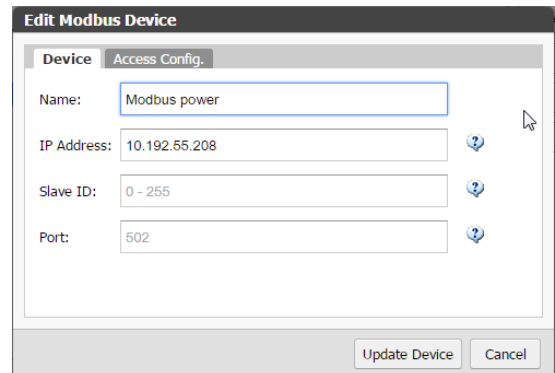 Edit Modbus Device
Device Access Config.
Name: Modbus power
IP Address: 10.192.55.208
Slave ID: 0 - 255
Port: 502
Update Device Cancel